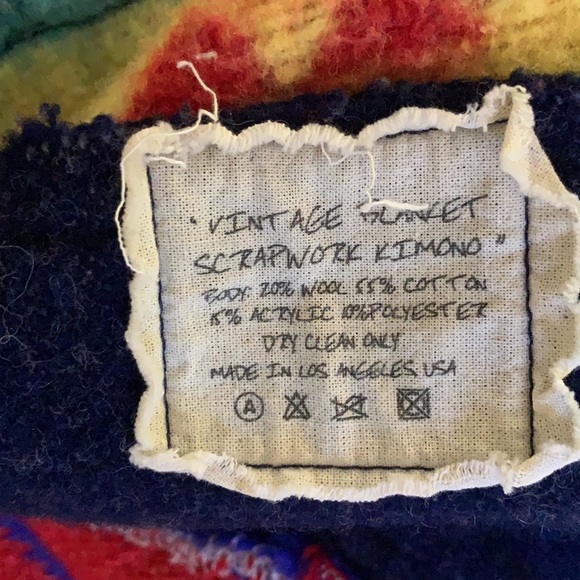 "VINTAGE BLANKET
SCRAPWORK KIMONO"
BODY: 20% WOOL 55% COTTON
15% ACRYLIC 10% POLYESTER
DRY CLEAN ONLY
MADE IN LOS ANGELES, USA
A